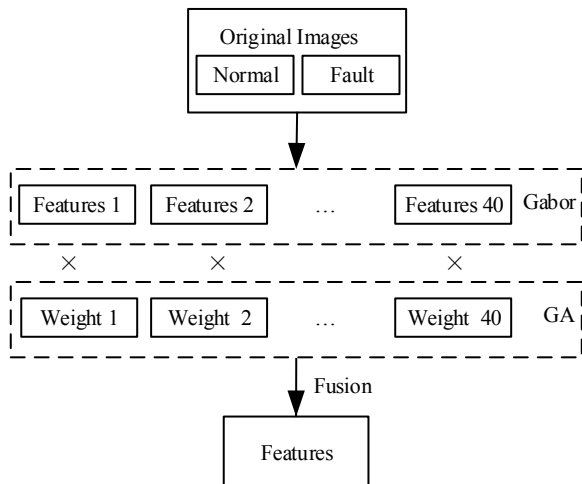 Original Images
Normal Fault
Features 1 Features 2 ... Features 40 Gabor
× × ×
Weight 1 Weight 2 ... Weight 40 GA
Fusion
Features